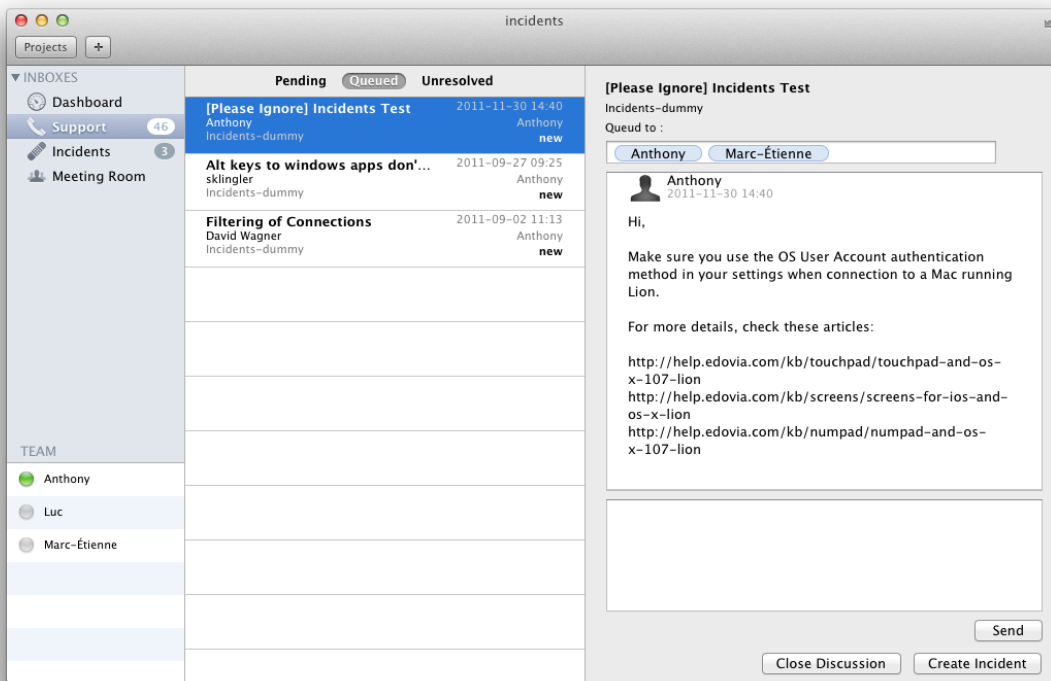 incidents
Projects
+
INBOXES
Dashboard
Support 46
Incidents 3
Meeting Room
TEAM
Anthony
Luc
Marc-Étienne
Pending Queued Unresolved
[Please Ignore] Incidents Test 2011-11-30 14:40
Anthony Anthony
Incidents-dummy new
Alt keys to windows apps don'... 2011-09-27 09:25
sklingler Anthony
Incidents-dummy new
Filtering of Connections 2011-09-02 11:13
David Wagner Anthony
Incidents-dummy new
[Please Ignore] Incidents Test
Incidents-dummy
Queud to :
Anthony Marc-Étienne
Anthony
2011-11-30 14:40
Hi,
Make sure you use the OS User Account authentication
method in your settings when connection to a Mac running
Lion.
For more details, check these articles:
http://help.edovia.com/kb/touchpad/touchpad-and-os-
x-107-lion
http://help.edovia.com/kb/screens/screens-for-ios-and-
os-x-lion
http://help.edovia.com/kb/numpad/numpad-and-os-
x-107-lion
Send
Close Discussion Create Incident